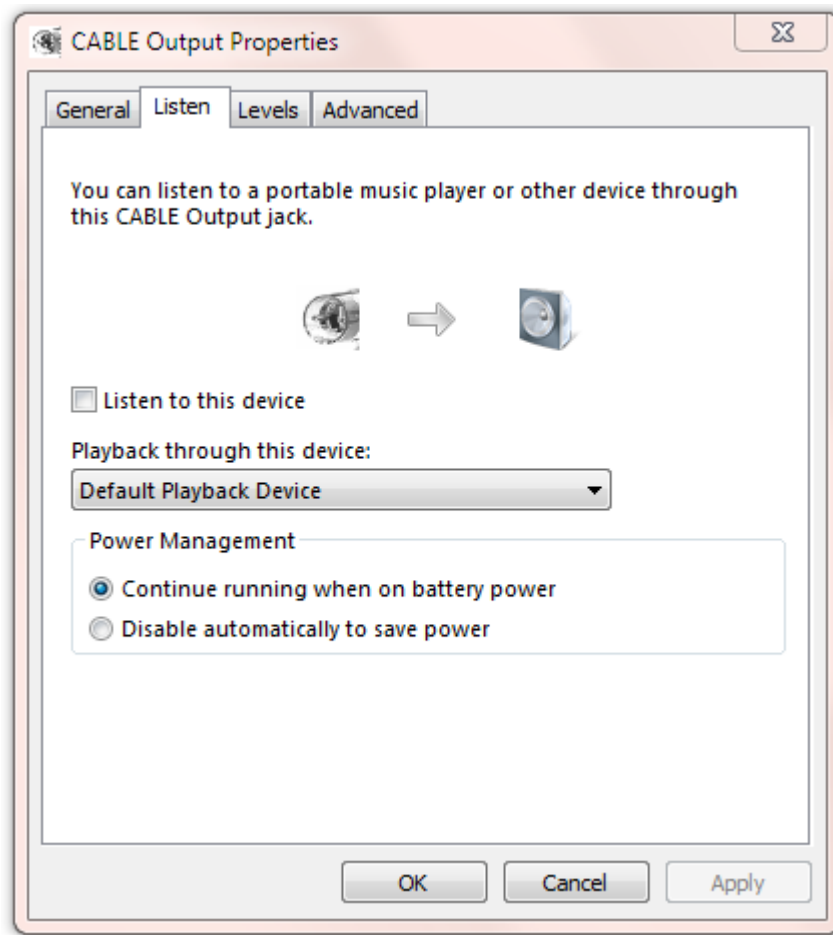 CABLE Output Properties
General Listen Levels Advanced
You can listen to a portable music player or other device through
this CABLE Output jack.
Listen to this device
Playback through this device:
Default Playback Device
Power Management
Continue running when on battery power
Disable automatically to save power
OK Cancel Apply